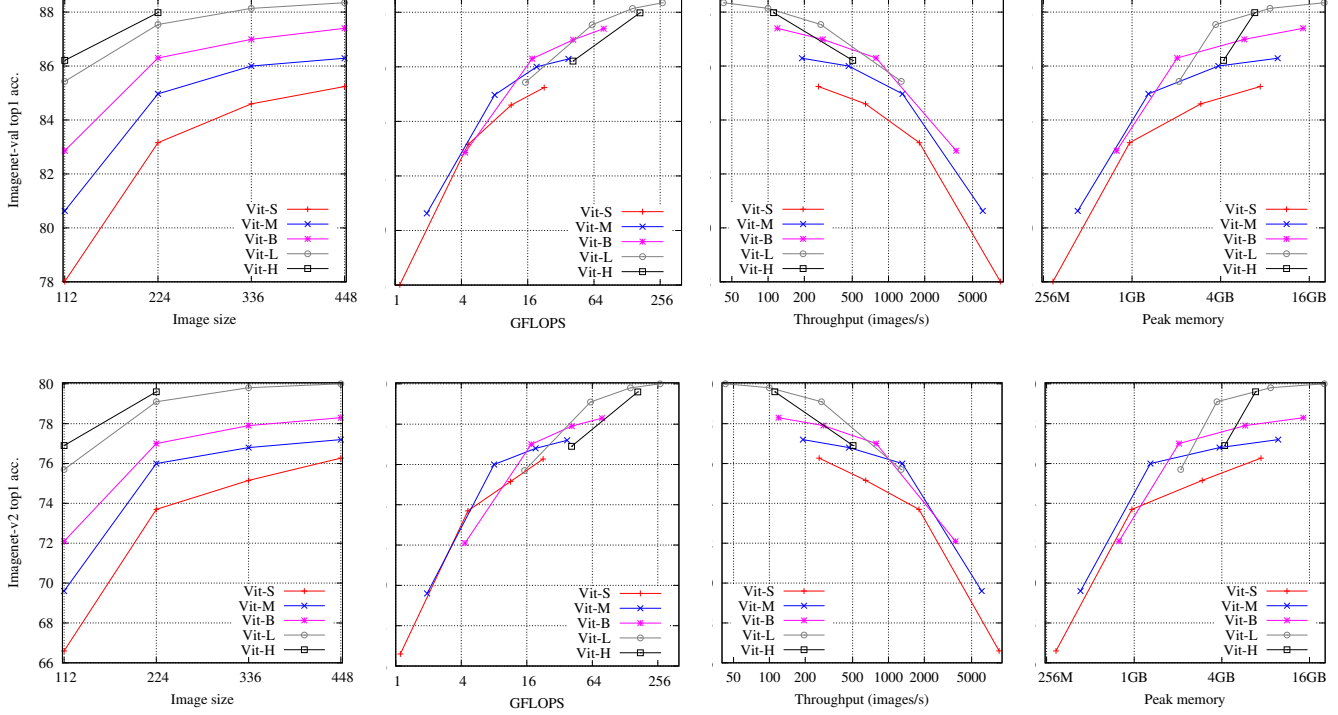 88
86
84
82
80
78
Imagenet-val top1 acc.
Vit-S
Vit-M
Vit-B
Vit-L
Vit-H
112 224 336 448
Image size
Vit-S
Vit-M
Vit-B
Vit-L
Vit-H
1 4 16 64 256
GFLOPS
Vit-S
Vit-M
Vit-B
Vit-L
Vit-H
50 100 200 500 1000 2000 5000
Throughput (images/s)
Vit-S
Vit-M
Vit-B
Vit-L
Vit-H
256M 1GB 4GB 16GB
Peak memory
80
78
76
74
72
70
68
66
Imagenet-v2 top1 acc.
Vit-S
Vit-M
Vit-B
Vit-L
Vit-H
112 224 336 448
Image size
Vit-S
Vit-M
Vit-B
Vit-L
Vit-H
1 4 16 64 256
GFLOPS
Vit-S
Vit-M
Vit-B
Vit-L
Vit-H
50 100 200 500 1000 2000 5000
Throughput (images/s)
Vit-S
Vit-M
Vit-B
Vit-L
Vit-H
256M 1GB 4GB 16GB
Peak memory